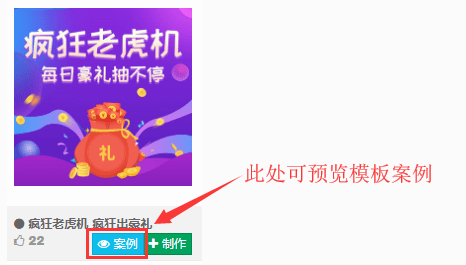 疯狂老虎机
每日豪礼抽不停
礼
此处可预览模板案例
疯狂老虎机 疯狂出豪礼
22
案例 制作